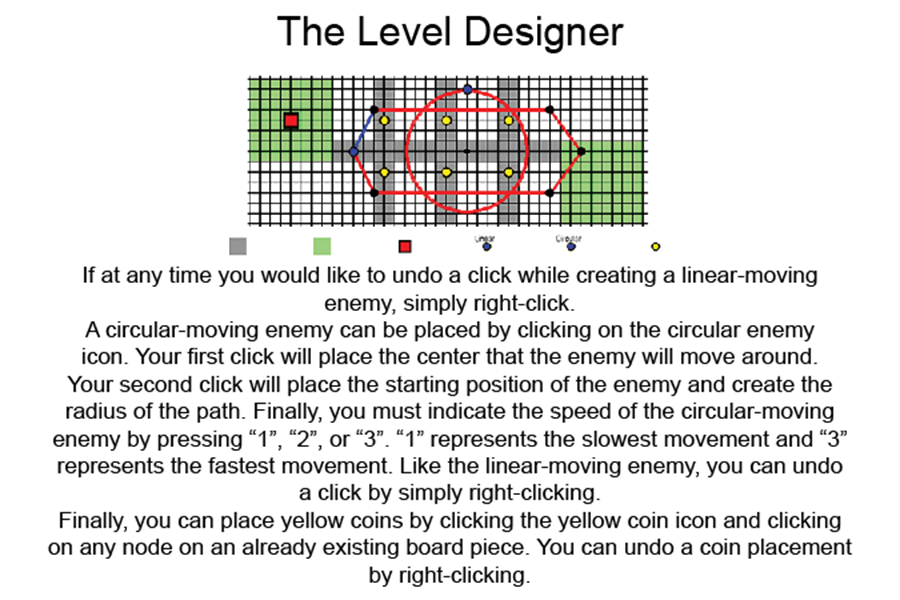 The Level Designer
Linear
Circular
If at any time you would like to undo a click while creating a linear-moving
enemy, simply right-click.
A circular-moving enemy can be placed by clicking on the circular enemy
icon. Your first click will place the center that the enemy will move around.
Your second click will place the starting position of the enemy and create the
radius of the path. Finally, you must indicate the speed of the circular-moving
enemy by pressing “1”, “2”, or “3”. “1” represents the slowest movement and “3”
represents the fastest movement. Like the linear-moving enemy, you can undo
a click by simply right-clicking.
Finally, you can place yellow coins by clicking the yellow coin icon and clicking
on any node on an already existing board piece. You can undo a coin placement
by right-clicking.